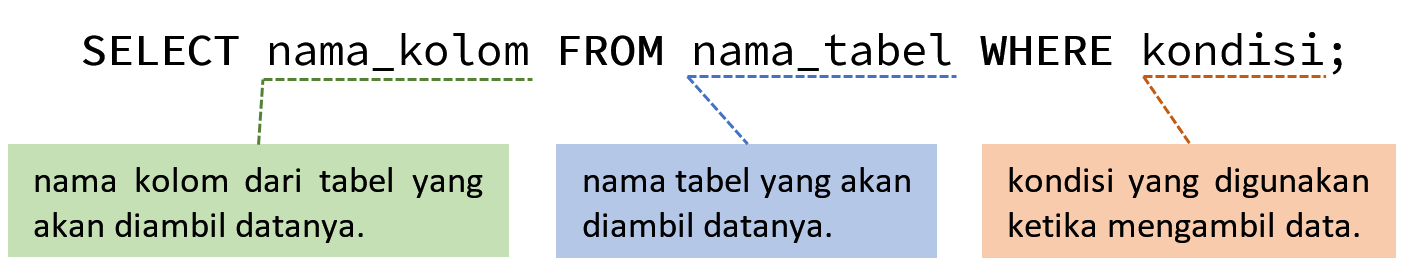 SELECT nama_kolom FROM nama_tabel WHERE kondisi;
nama kolom dari tabel yang
akan diambil datanya.
nama tabel yang akan
diambil datanya.
kondisi yang digunakan
ketika mengambil data.